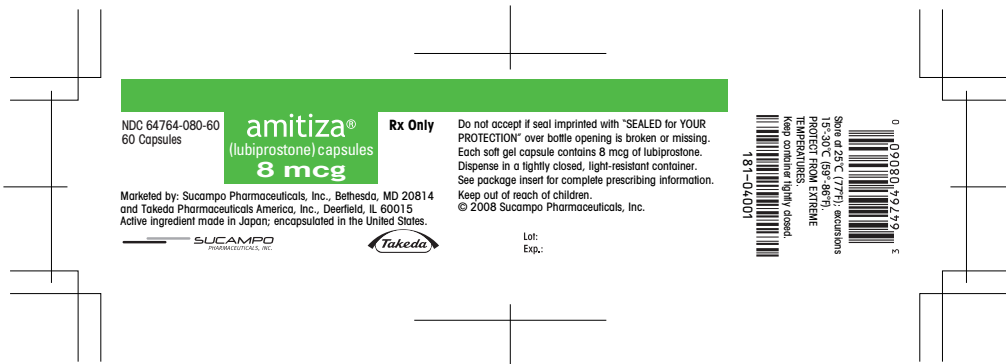 NDC 64764-080-60
60 Capsules
amitiza®
(lubiprostone) capsules
8 mcg
Rx Only
Marketed by: Sucampo Pharmaceuticals, Inc., Bethesda, MD 20814
and Takeda Pharmaceuticals America, Inc., Deerfield, IL 60015
Active ingredient made in Japan; encapsulated in the United States.
SUCAMPO
PHARMACEUTICALS, INC.
Takeda
Do not accept if seal imprinted with "SEALED for YOUR
PROTECTION" over bottle opening is broken or missing.
Each soft gel capsule contains 8 mcg of lubiprostone.
Dispense in a tightly closed, light-resistant container.
See package insert for complete prescribing information.
Keep out of reach of children.
© 2008 Sucampo Pharmaceuticals, Inc.
Lot:
Exp.:
Store at 25°C (77°F); excursions
15°-30°C (59°-86°F).
PROTECT FROM EXTREME
TEMPERATURES.
Keep container tightly closed.
181-04001
0 64764 08060 3